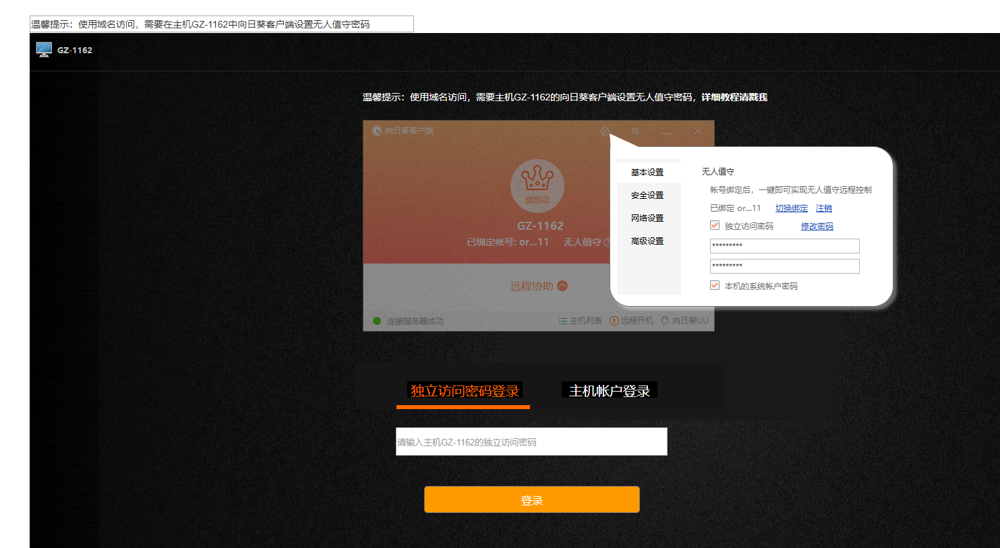 温馨提示：使用域名访问，需要在主机GZ-1162中向日葵客户端设置无人值守密码
GZ-1162
温馨提示：使用域名访问，需要主机GZ-1162的向日葵客户端设置无人值守密码，详细教程请戳我
向日葵客户端
旗舰级
GZ-1162
已绑定帐号: or...11 无人值守
远程协助
连接服务器成功
主机列表 远程开机 向日葵UU
基本设置
安全设置
网络设置
高级设置
无人值守
帐号绑定后，一键即可实现无人值守远程控制
已绑定 or...11 切换绑定 注销
独立访问密码 修改密码
*********
*********
本机的系统帐户密码
独立访问密码登录 主机帐户登录
请输入主机GZ-1162的独立访问密码
登录